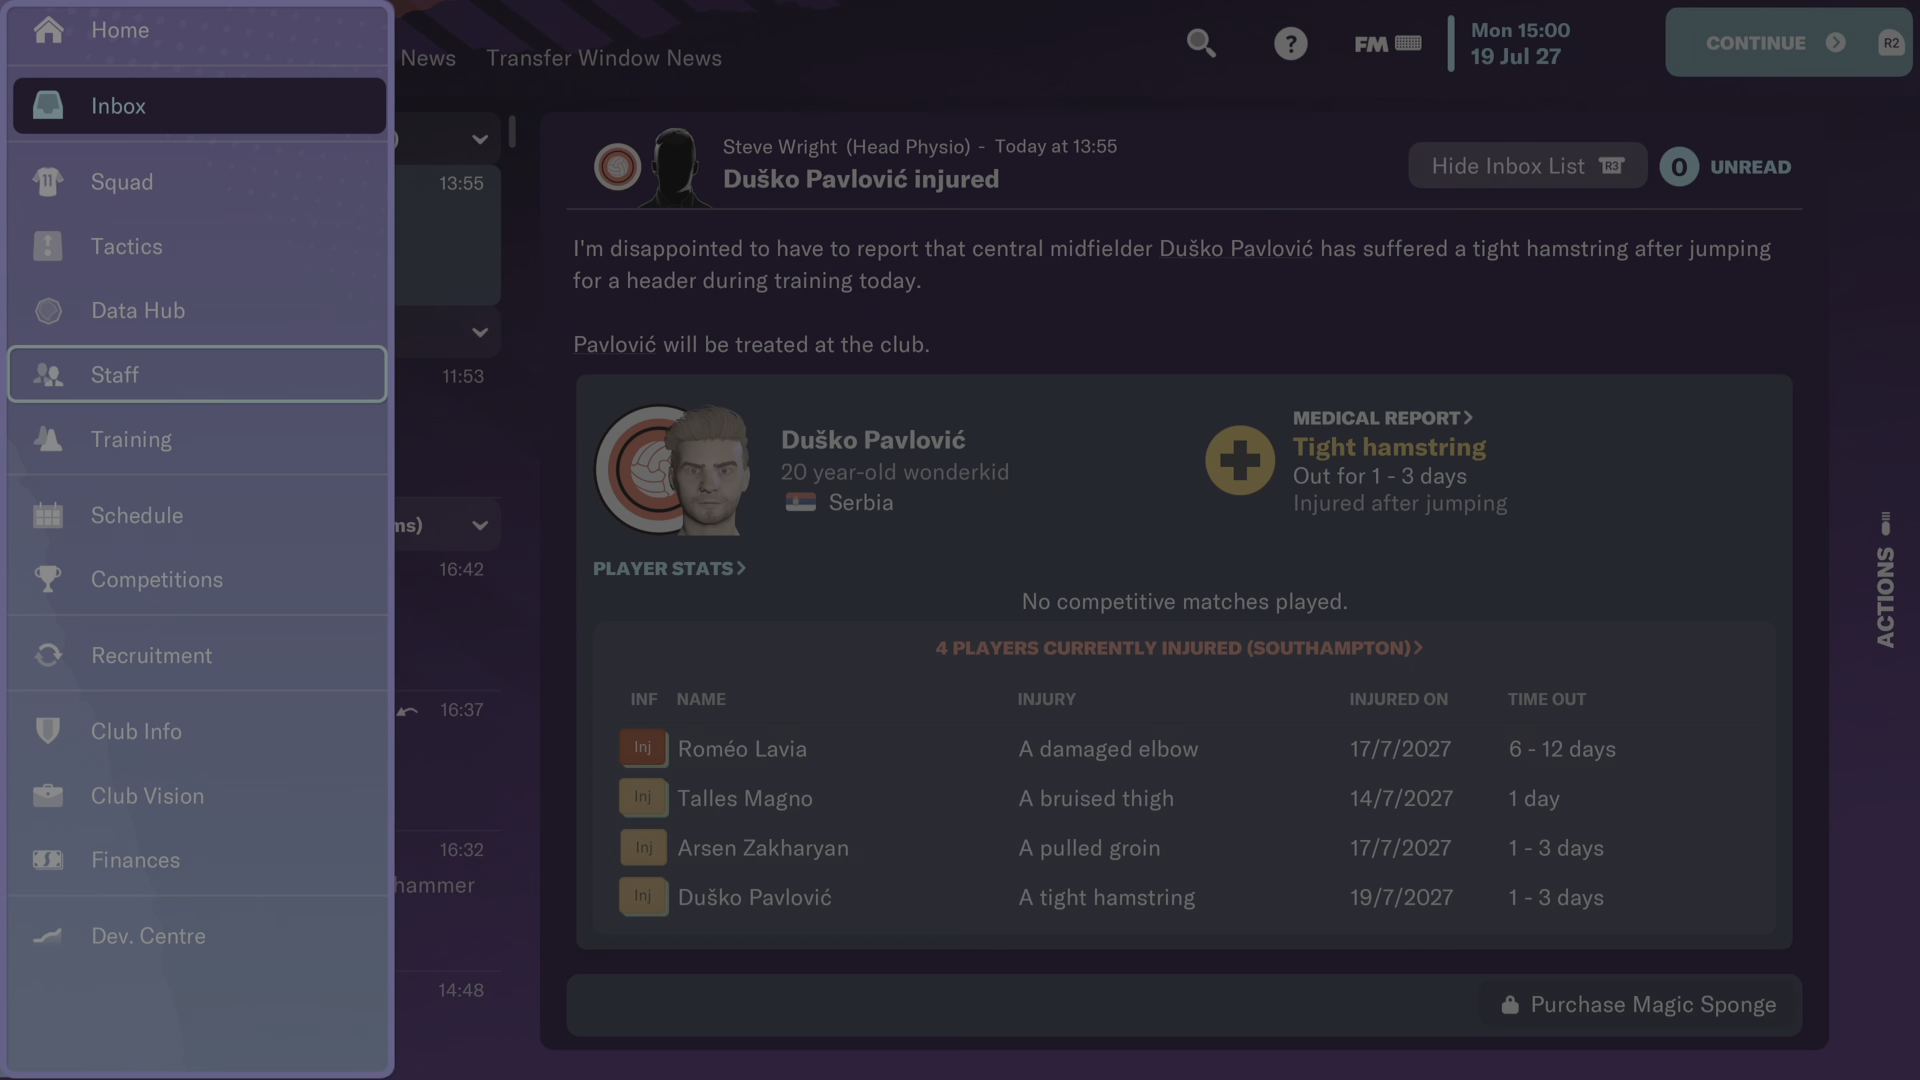 Home
Inbox
Squad
Tactics
Data Hub
Staff
Training
Schedule
Competitions
Recruitment
Club Info
Club Vision
Finances
Dev. Centre
News
Transfer Window News
?
FM
Mon 15:00
19 Jul 27
CONTINUE
R2
)
13:55
11:53
ms)
16:42
16:37
16:32
hammer
14:48
Steve Wright (Head Physio) - Today at 13:55
Duško Pavlović injured
Hide Inbox List R3
0 UNREAD
I'm disappointed to have to report that central midfielder Duško Pavlović has suffered a tight hamstring after jumping
for a header during training today.
Pavlović will be treated at the club.
Duško Pavlović
20 year-old wonderkid
Serbia
MEDICAL REPORT
Tight hamstring
Out for 1 - 3 days
Injured after jumping
PLAYER STATS
No competitive matches played.
4 PLAYERS CURRENTLY INJURED (SOUTHAMPTON)
INF NAME INJURY INJURED ON TIME OUT
Inj Roméo Lavia A damaged elbow 17/7/2027 6 - 12 days
Inj Talles Magno A bruised thigh 14/7/2027 1 day
Inj Arsen Zakharyan A pulled groin 17/7/2027 1 - 3 days
Inj Duško Pavlović A tight hamstring 19/7/2027 1 - 3 days
Purchase Magic Sponge
ACTIONS